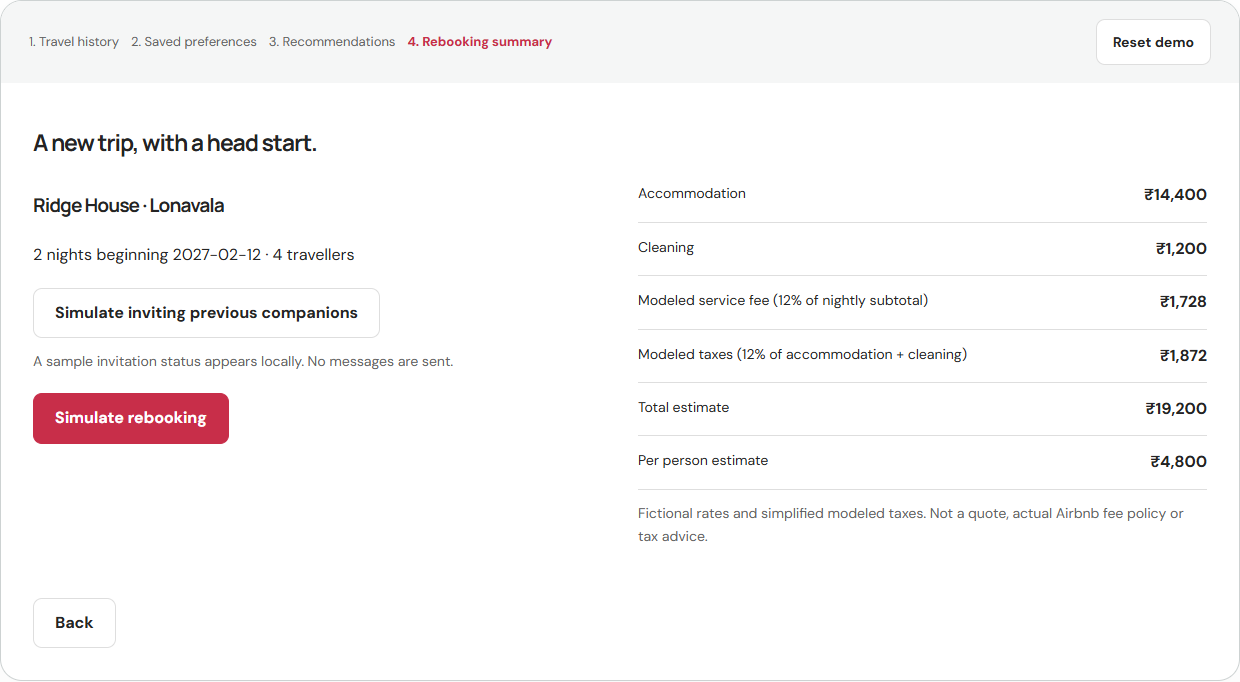 1. Travel history 2. Saved preferences 3. Recommendations 4. Rebooking summary
Reset demo
A new trip, with a head start.
Ridge House · Lonavala
2 nights beginning 2027-02-12 · 4 travellers
Simulate inviting previous companions
A sample invitation status appears locally. No messages are sent.
Simulate rebooking
Accommodation ₹14,400
Cleaning ₹1,200
Modeled service fee (12% of nightly subtotal) ₹1,728
Modeled taxes (12% of accommodation + cleaning) ₹1,872
Total estimate ₹19,200
Per person estimate ₹4,800
Fictional rates and simplified modeled taxes. Not a quote, actual Airbnb fee policy or
tax advice.
Back